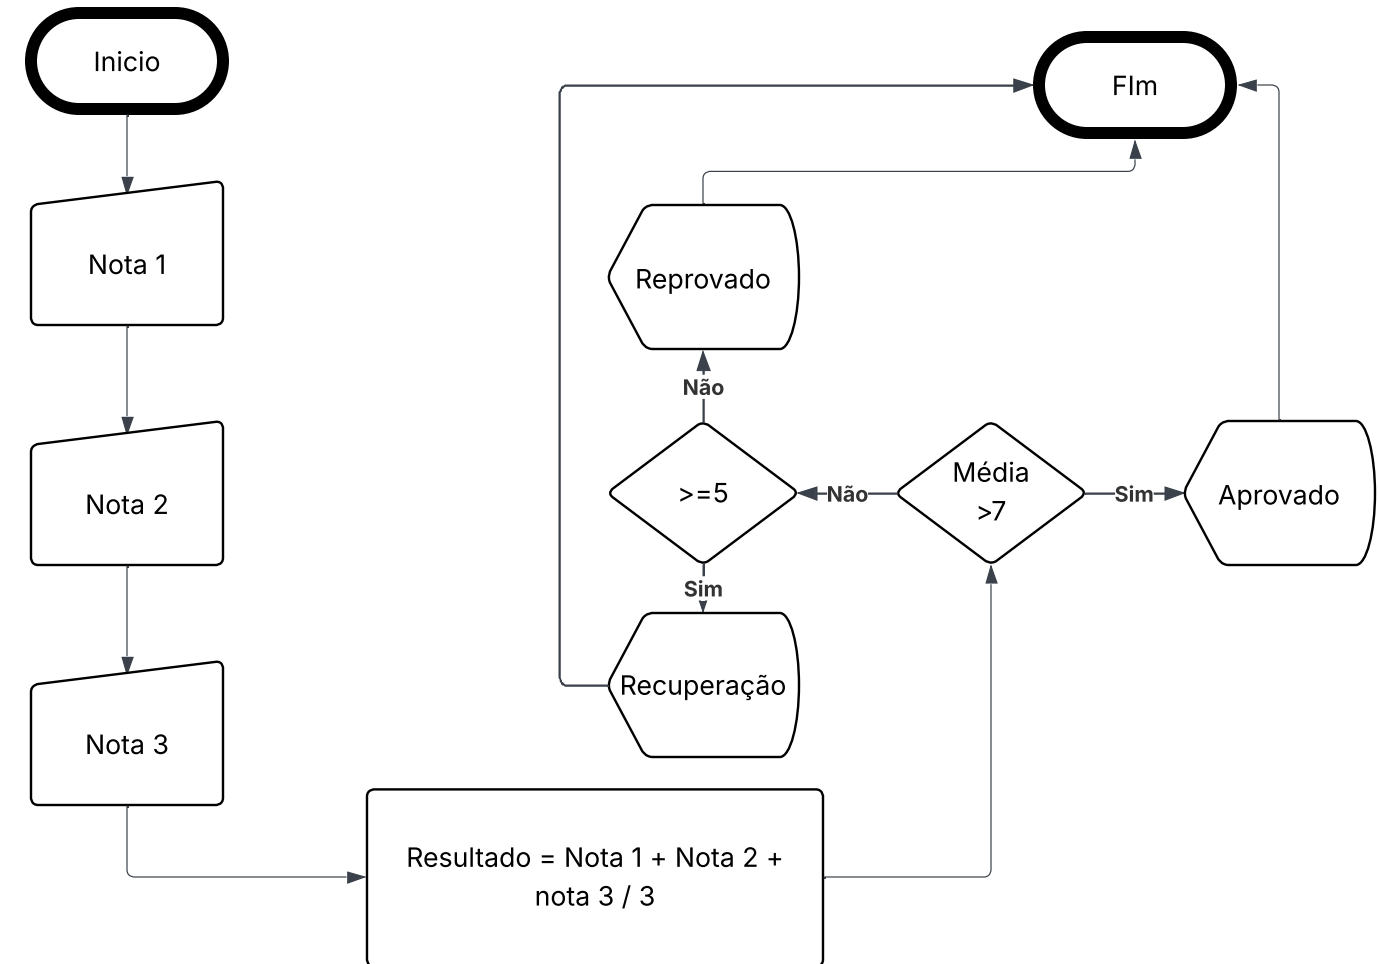 Inicio
Nota 1
Nota 2
Nota 3
Resultado = Nota 1 + Nota 2 +
nota 3 / 3
Média
>7
Sim
Aprovado
Não
>=5
Não
Reprovado
Sim
Recuperação
FIm